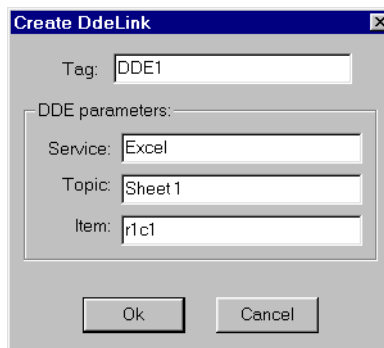 Create DdeLink
Tag: DDE1
DDE parameters:
Service: Excel
Topic: Sheet1
Item: r1c1
Ok Cancel